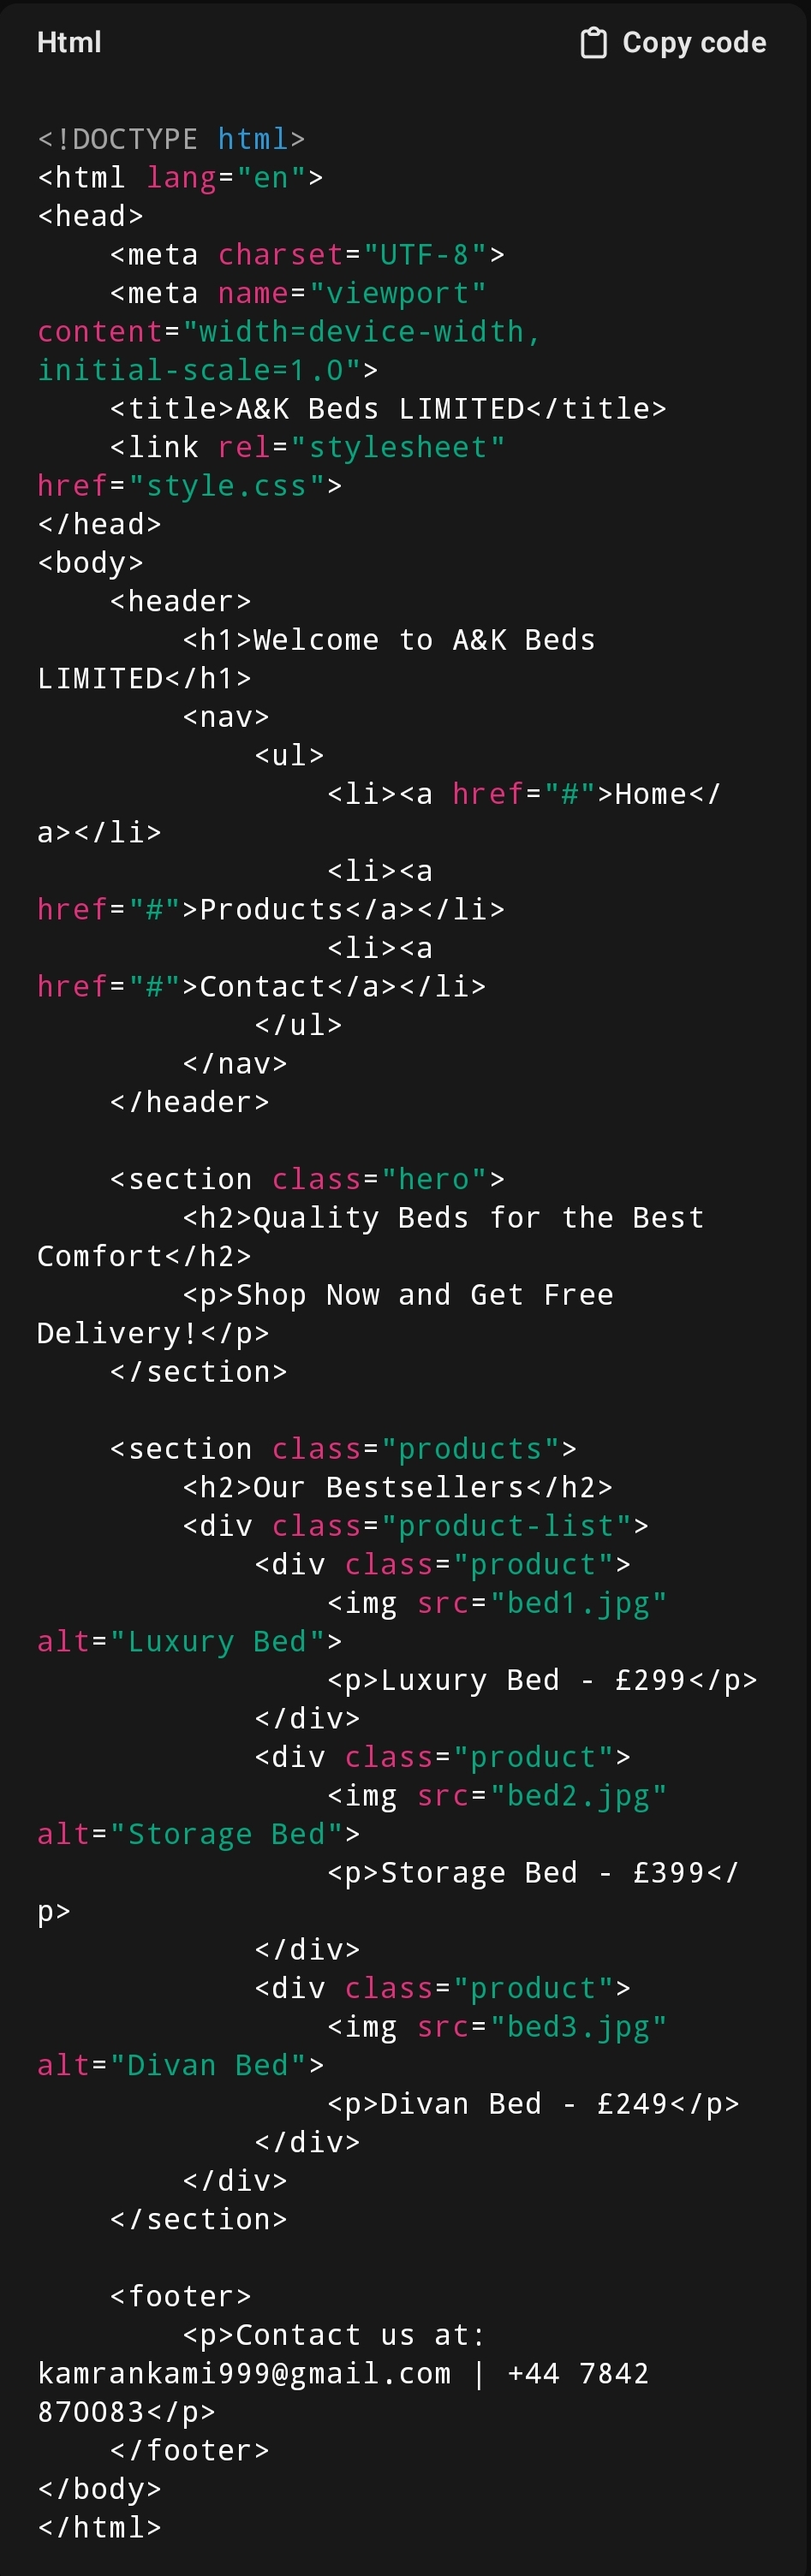 Html
Copy code
<!DOCTYPE html>
<html lang="en">
<head>
    <meta charset="UTF-8">
    <meta name="viewport"
content="width=device-width,
initial-scale=1.0">
    <title>A&K Beds LIMITED</title>
    <link rel="stylesheet"
href="style.css">
</head>
<body>
    <header>
        <h1>Welcome to A&K Beds
LIMITED</h1>
        <nav>
            <ul>
                <li><a href="#">Home</
a></li>
                <li><a
href="#">Products</a></li>
                <li><a
href="#">Contact</a></li>
            </ul>
        </nav>
    </header>

    <section class="hero">
        <h2>Quality Beds for the Best
Comfort</h2>
        <p>Shop Now and Get Free
Delivery!</p>
    </section>

    <section class="products">
        <h2>Our Bestsellers</h2>
        <div class="product-list">
            <div class="product">
                <img src="bed1.jpg"
alt="Luxury Bed">
                <p>Luxury Bed - £299</p>
            </div>
            <div class="product">
                <img src="bed2.jpg"
alt="Storage Bed">
                <p>Storage Bed - £399</
p>
            </div>
            <div class="product">
                <img src="bed3.jpg"
alt="Divan Bed">
                <p>Divan Bed - £249</p>
            </div>
        </div>
    </section>

    <footer>
        <p>Contact us at:
kamrankami999@gmail.com | +44 7842
870083</p>
    </footer>
</body>
</html>